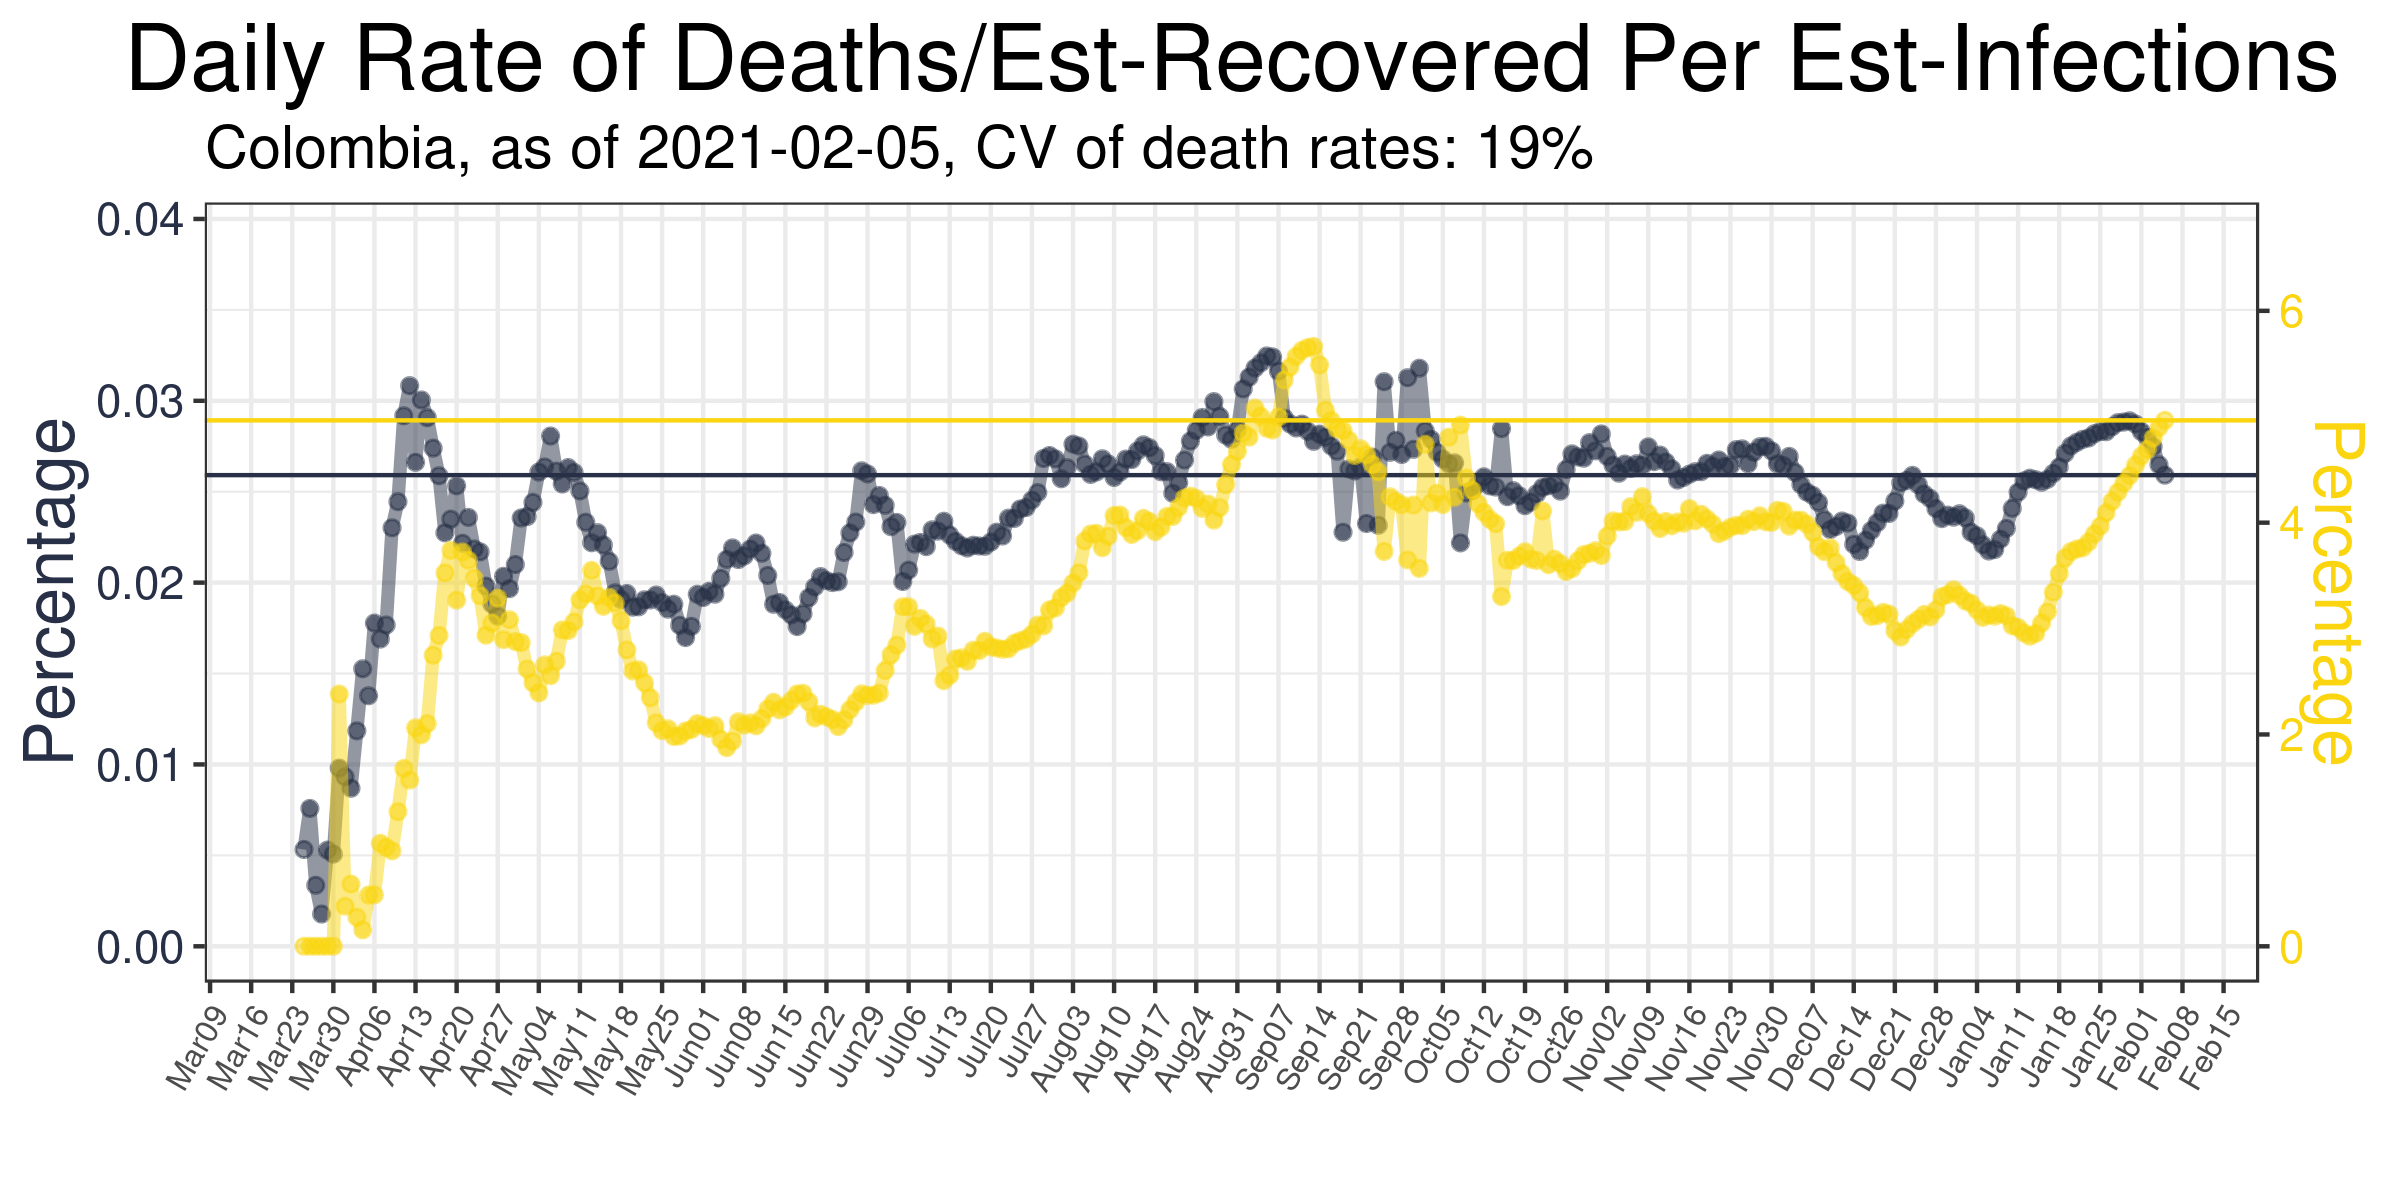 Daily Rate of Deaths/Est-Recovered Per Est-Infections
Colombia, as of 2021-02-05, CV of death rates: 19%
Percentage
0.04
0.03
0.02
0.01
0.00
6
4
2
0
Percentage
Mar09
Mar16
Mar23
Mar30
Apr06
Apr13
Apr20
Apr27
May04
May11
May18
May25
Jun01
Jun08
Jun15
Jun22
Jun29
Jul06
Jul13
Jul20
Jul27
Aug03
Aug10
Aug17
Aug24
Aug31
Sep07
Sep14
Sep21
Sep28
Oct05
Oct12
Oct19
Oct26
Nov02
Nov09
Nov16
Nov23
Nov30
Dec07
Dec14
Dec21
Dec28
Jan04
Jan11
Jan18
Jan25
Feb01
Feb08
Feb15